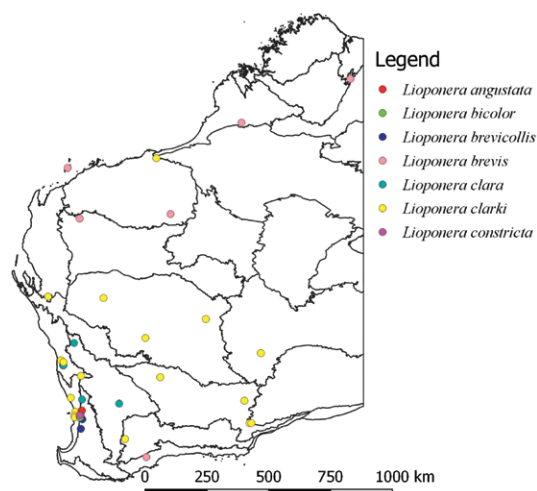 Legend
Lioponera angustata
Lioponera bicolor
Lioponera brevicollis
Lioponera brevis
Lioponera clara
Lioponera clarki
Lioponera constricta
0 250 500 750 1000 km